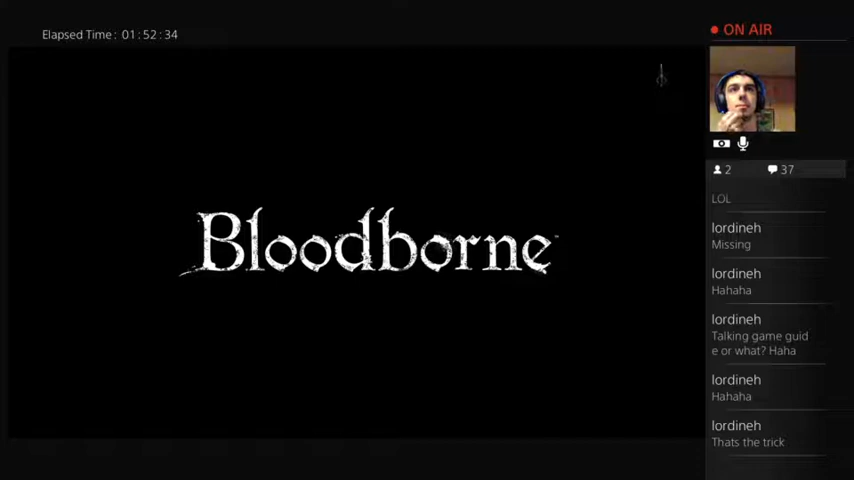 Elapsed Time: 01:52:34
ON AIR
Bloodborne™
2
37
LOL
lordineh
Missing
lordineh
Hahaha
lordineh
Talking game guid
e or what? Haha
lordineh
Hahaha
lordineh
Thats the trick